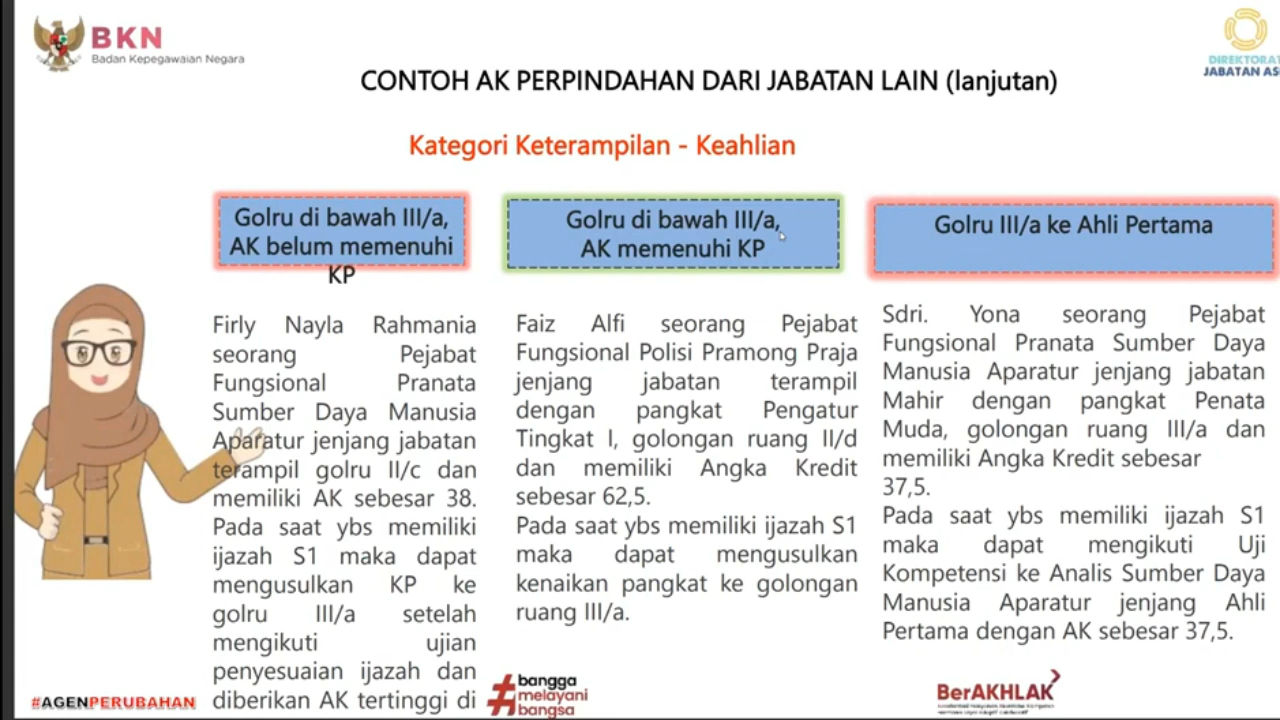 BKN
Badan Kepegawaian Negara
DIREKTORAT
JABATAN AS
CONTOH AK PERPINDAHAN DARI JABATAN LAIN (lanjutan)
Kategori Keterampilan - Keahlian
Golru di bawah III/a,
AK belum memenuhi
KP
Firly Nayla Rahmania
seorang Pejabat
Fungsional Pranata
Sumber Daya Manusia
Aparatur jenjang jabatan
terampil golru II/c dan
memiliki AK sebesar 38.
Pada saat ybs memiliki
ijazah S1 maka dapat
mengusulkan KP ke
golru III/a setelah
mengikuti ujian
penyesuaian ijazah dan
diberikan AK tertinggi di
Golru di bawah III/a,
AK memenuhi KP
Faiz Alfi seorang Pejabat
Fungsional Polisi Pramong Praja
jenjang jabatan terampil
dengan pangkat Pengatur
Tingkat I, golongan ruang II/d
dan memiliki Angka Kredit
sebesar 62,5.
Pada saat ybs memiliki ijazah S1
maka dapat mengusulkan
kenaikan pangkat ke golongan
ruang III/a.
Golru III/a ke Ahli Pertama
Sdri. Yona seorang Pejabat
Fungsional Pranata Sumber Daya
Manusia Aparatur jenjang jabatan
Mahir dengan pangkat Penata
Muda, golongan ruang III/a dan
memiliki Angka Kredit sebesar
37,5.
Pada saat ybs memiliki ijazah S1
maka dapat mengikuti Uji
Kompetensi ke Analis Sumber Daya
Manusia Aparatur jenjang Ahli
Pertama dengan AK sebesar 37,5.
#AGENPERUBAHAN
#bangga
melayani
bangsa
BerAKHLAK